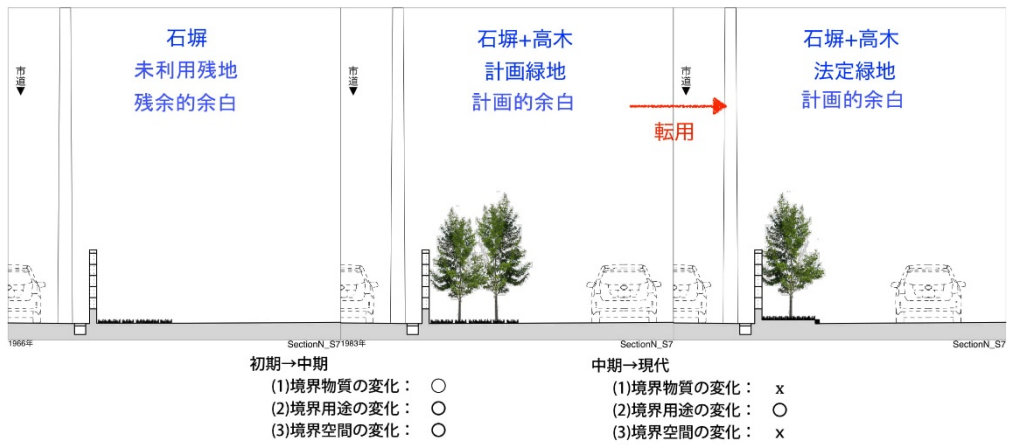 石塀
未利用残地
残余的余白
市道
1966年
SectionN_S7
石塀+高木
計画緑地
計画的余白
市道
転用
1983年
SectionN_S7
石塀+高木
法定緑地
計画的余白
市道
SectionN_S7
初期→中期
(1)境界物質の変化： ○
(2)境界用途の変化： ○
(3)境界空間の変化： ○
中期→現代
(1)境界物質の変化： x
(2)境界用途の変化： ○
(3)境界空間の変化： x